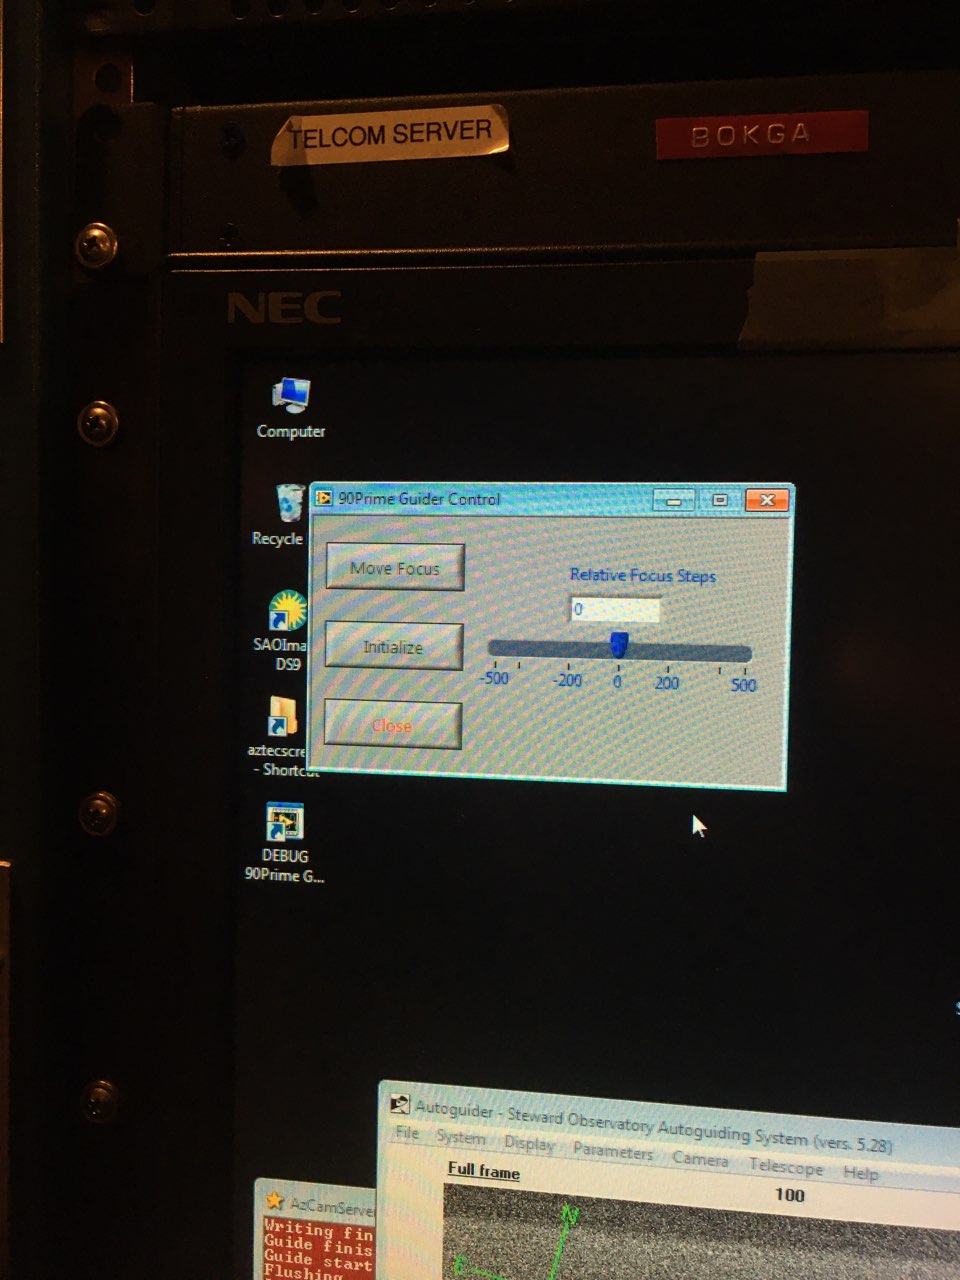 TELCOM SERVER
BOKGA
NEC
Computer
90Prime Guider Control
Recycle
Move Focus
Relative Focus Steps
0
Initialize
SAOIma
DS9
-500 -200 0 200 500
Close
aztecscre
- Shortcut
DEBUG
90Prime G...
Autoguider - Steward Observatory Autoguiding System (vers. 5.28)
File System Display Parameters Camera Telescope Help
Full frame
100
N
E
AzCamServer
Writing fin
Guide finis
Guide start
Flushing